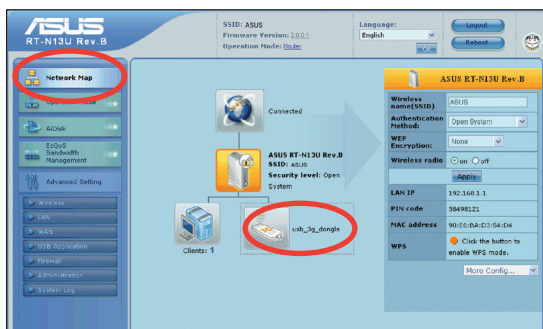 ASUS
RT-N13U Rev.B
SSID: ASUS
Firmware Version: 2.0.0.1
Operation Mode: Router
Language:
English
Logout
Reboot
Network Map
AiDisk
EzQoS
Bandwidth
Management
Advanced Setting
Wireless
LAN
WAN
USB Application
Firewall
Administration
System Log
Connected
ASUS RT-N13U Rev.B
SSID: ASUS
Security level: Open
System
Clients: 1
usb_3g_dongle
ASUS RT-N13U Rev.B
Wireless
name(SSID)
ASUS
Authentication
Method:
Open System
WEP
Encryption:
None
Wireless radio
on off
Apply
LAN IP
192.168.1.1
PIN code
38498121
MAC address
90:E6:BA:D3:54:D4
WPS
Click the button to
enable WPS mode.
More Config...